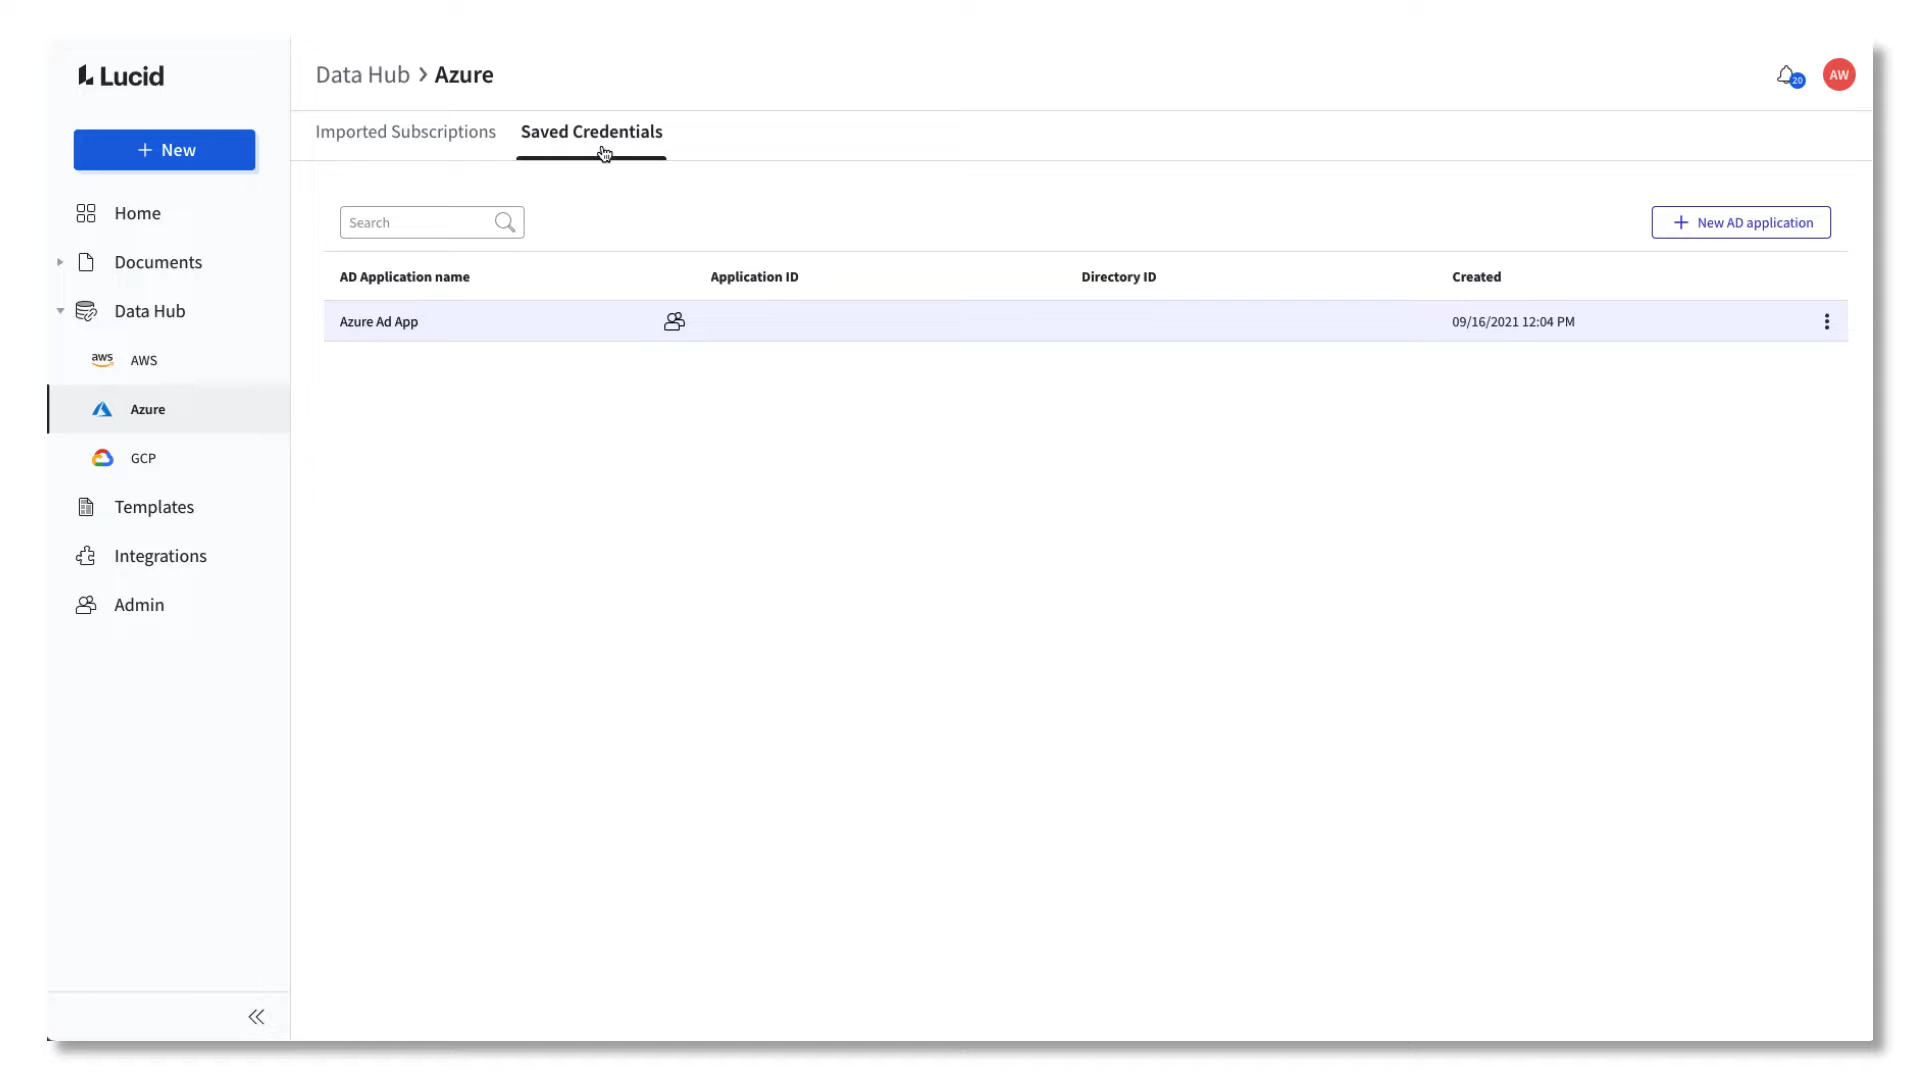 Lucid
Data Hub > Azure
20
AW
Imported Subscriptions
Saved Credentials
+ New
Home
Documents
Data Hub
aws AWS
Azure
GCP
Templates
Integrations
Admin
Search
+ New AD application
AD Application name
Application ID
Directory ID
Created
Azure Ad App
09/16/2021 12:04 PM